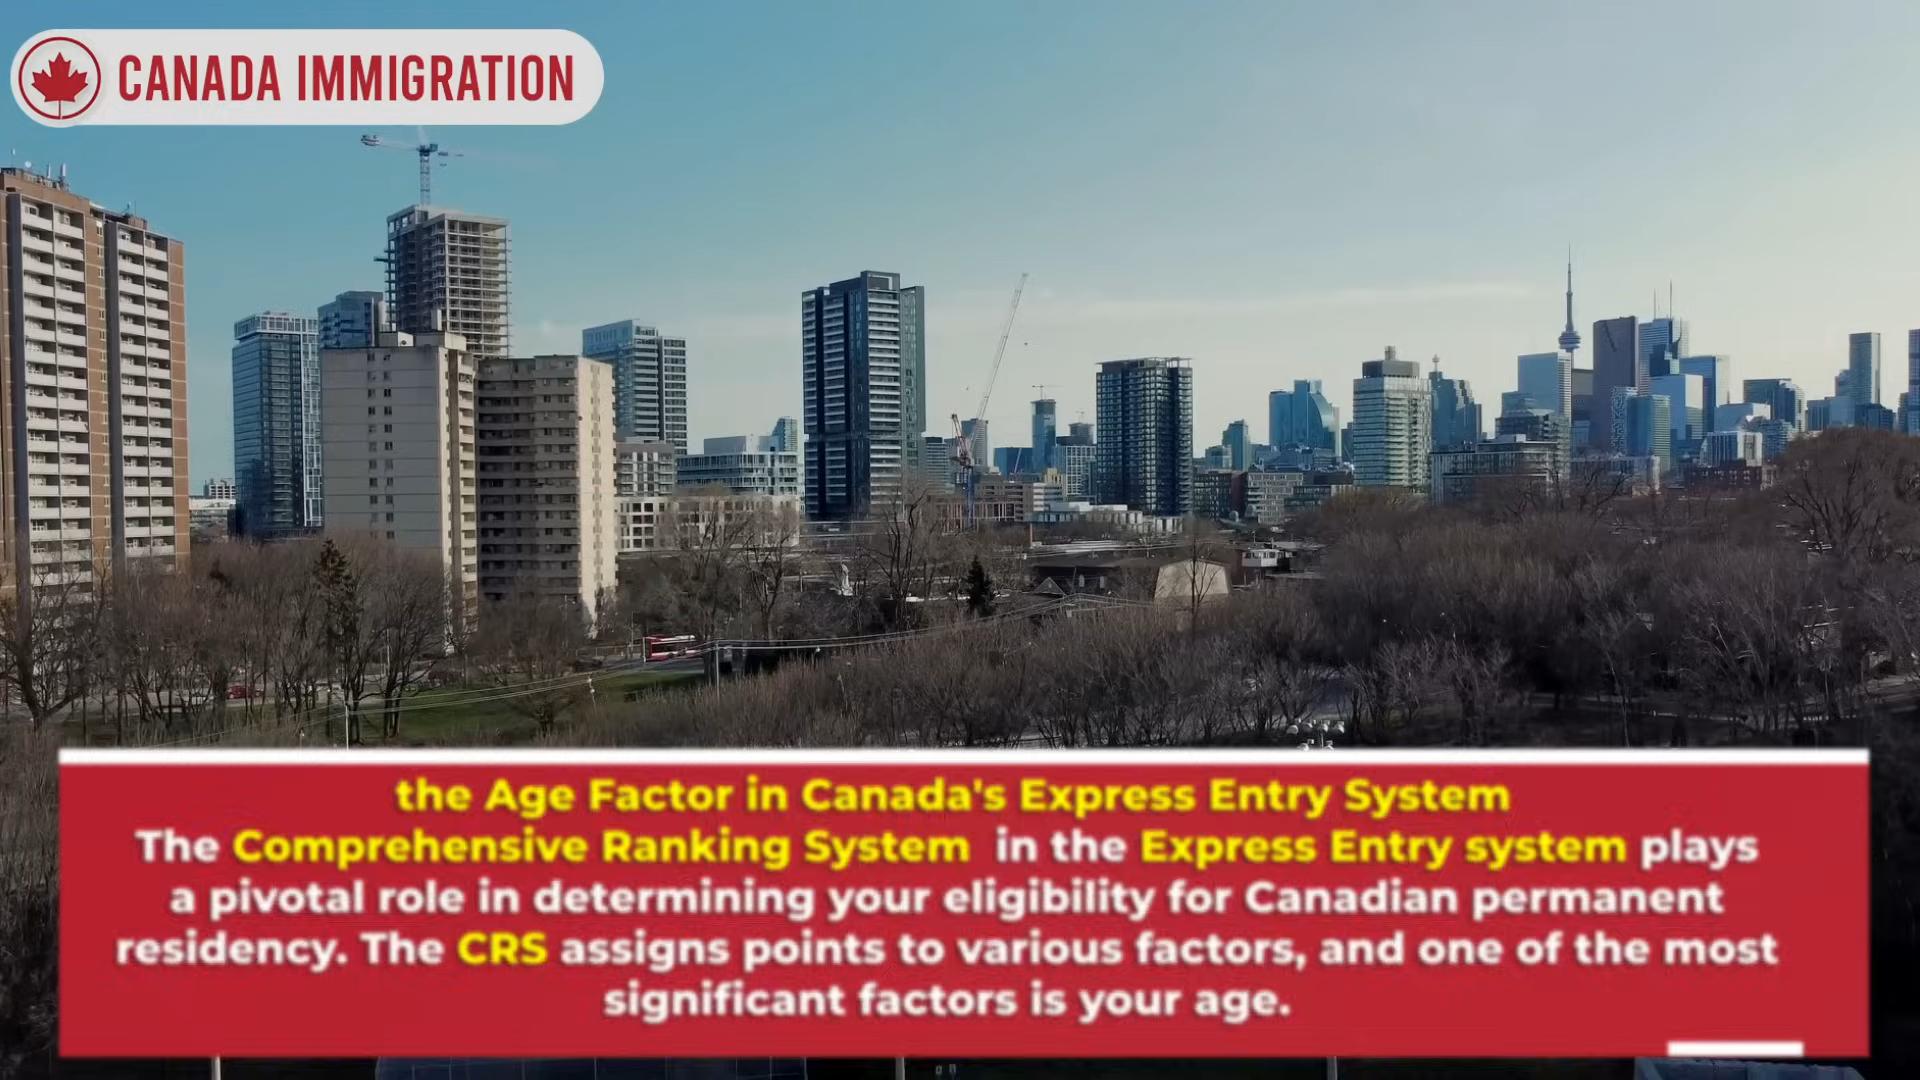 CANADA IMMIGRATION
the Age Factor in Canada's Express Entry System
The Comprehensive Ranking System in the Express Entry system plays
a pivotal role in determining your eligibility for Canadian permanent
residency. The CRS assigns points to various factors, and one of the most
significant factors is your age.